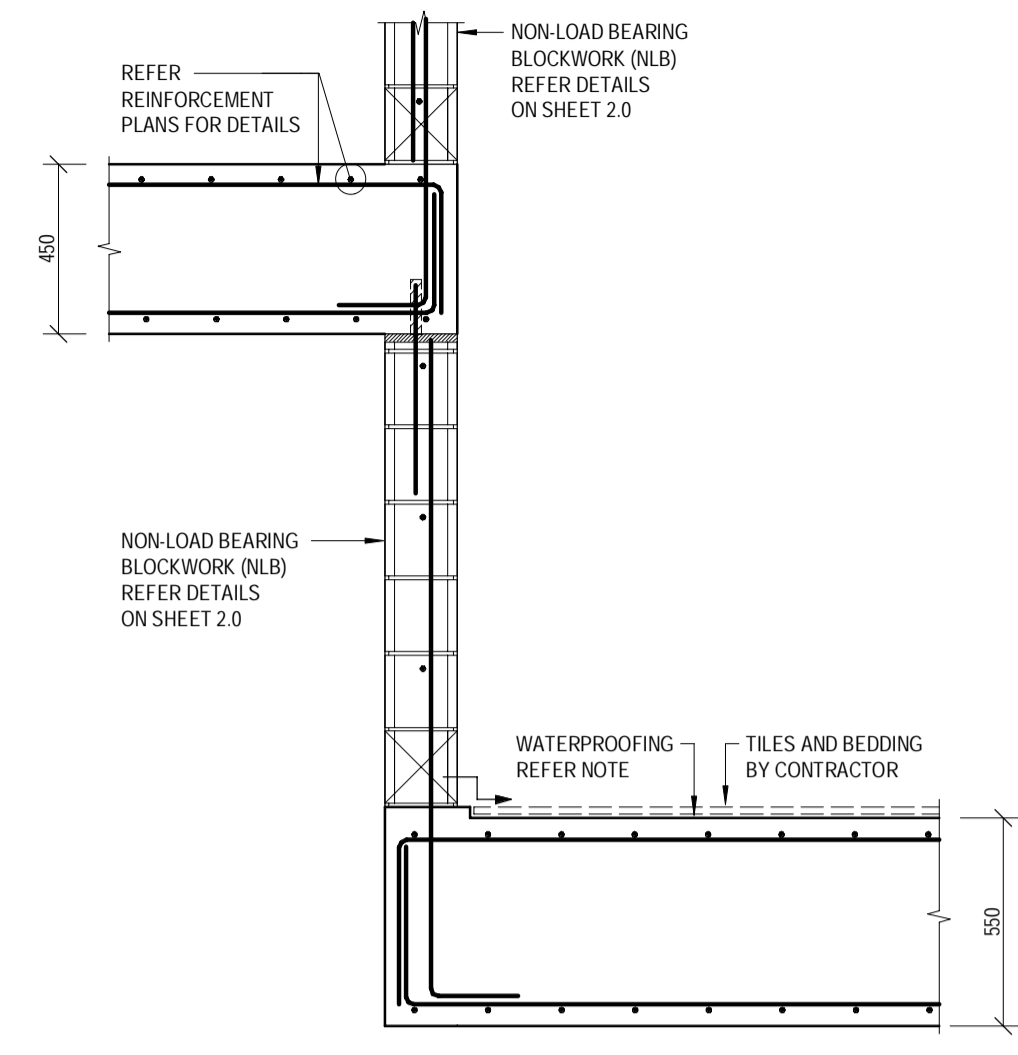 NON-LOAD BEARING
BLOCKWORK (NLB)
REFER DETAILS
ON SHEET 2.0
REFER
REINFORCEMENT
PLANS FOR DETAILS
450
NON-LOAD BEARING
BLOCKWORK (NLB)
REFER DETAILS
ON SHEET 2.0
WATERPROOFING
REFER NOTE
TILES AND BEDDING
BY CONTRACTOR
550